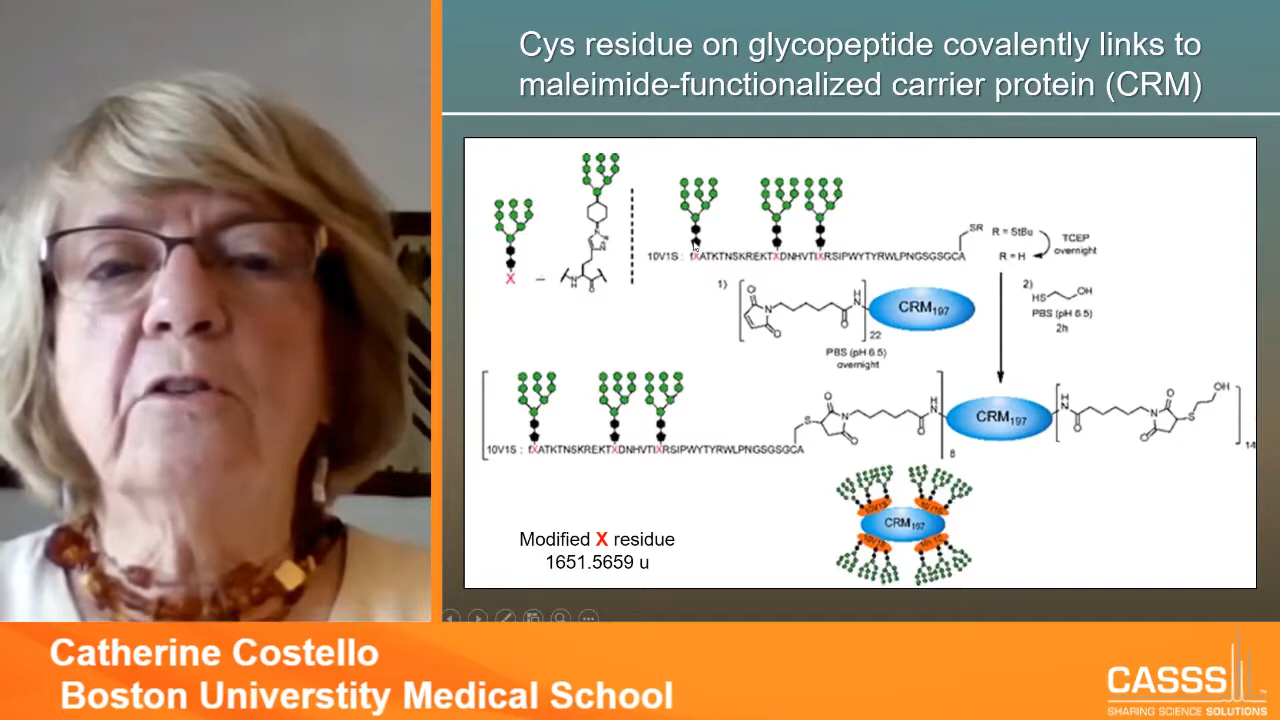 Cys residue on glycopeptide covalently links to
maleimide-functionalized carrier protein (CRM)
X
NH
O
10V1S : fXATKTNSKREKTXDNHVTIXRSIPWYTYRWLPNGSGSGCA
SR
R = StBu
R = H
TCEP
overnight
1)
O
N
O
O
H
N
22
CRM197
PBS (pH 6.5)
overnight
2)
HS
OH
PBS (pH 6.5)
2h
10V1S : fXATKTNSKREKTXDNHVTIXRSIPWYTYRWLPNGSGSGCA
S
O
N
O
O
H
N
8
CRM197
H
N
O
O
N
O
S
OH
14
CRM197
Modified X residue
1651.5659 u
Catherine Costello
Boston Universtity Medical School
CASSS
SHARING SCIENCE SOLUTIONS